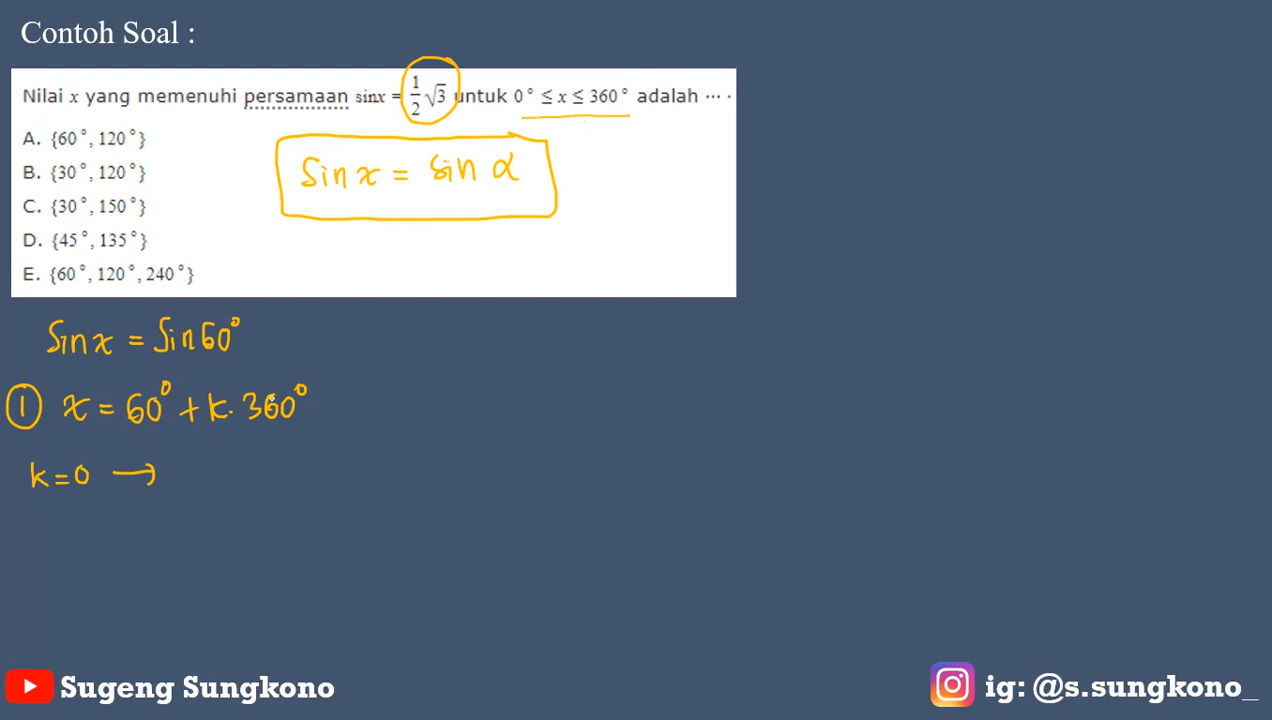 Contoh Soal :
Nilai x yang memenuhi persamaan sinx = 1/2 √3 untuk 0° ≤ x ≤ 360° adalah ··· ·
A. {60°, 120°}
B. {30°, 120°}
C. {30°, 150°}
D. {45°, 135°}
E. {60°, 120°, 240°}
Sin x = Sin α
Sin x = Sin 60°
① x = 60° + k. 360°
k = 0 →
Sugeng Sungkono
ig: @s.sungkono_